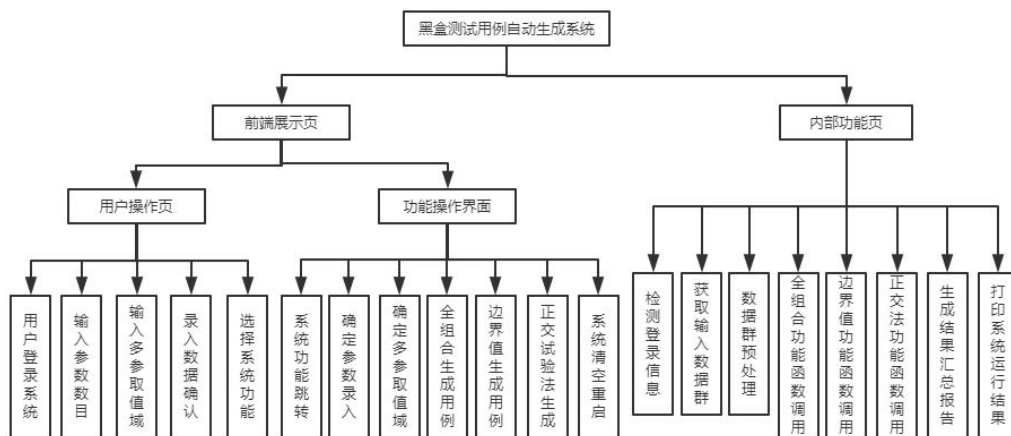 黑盒测试用例自动生成系统
前端展示页
内部功能页
用户操作页
功能操作界面
用户登录系统
输入参数数目
输入多参取值域
录入数据确认
选择系统功能
系统功能跳转
确定参数录入
确定多参取值域
全组合生成用例
边界值生成用例
正交试验法生成
系统清空重启
检测登录信息
获取输入数据群
数据群预处理
全组合功能函数调用
边界值功能函数调用
正交法功能函数调用
生成结果汇总报告
打印系统运行结果